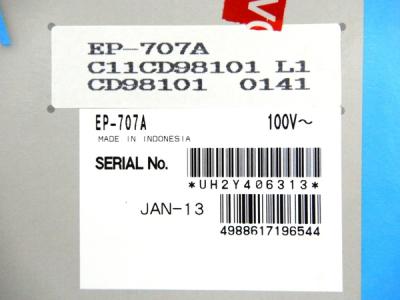 EP-707A
C11CD98101 L1
CD98101 0141
EP-707A 100V～
MADE IN INDONESIA
SERIAL No.
*UH2Y406313*
JAN-13
4988617196544